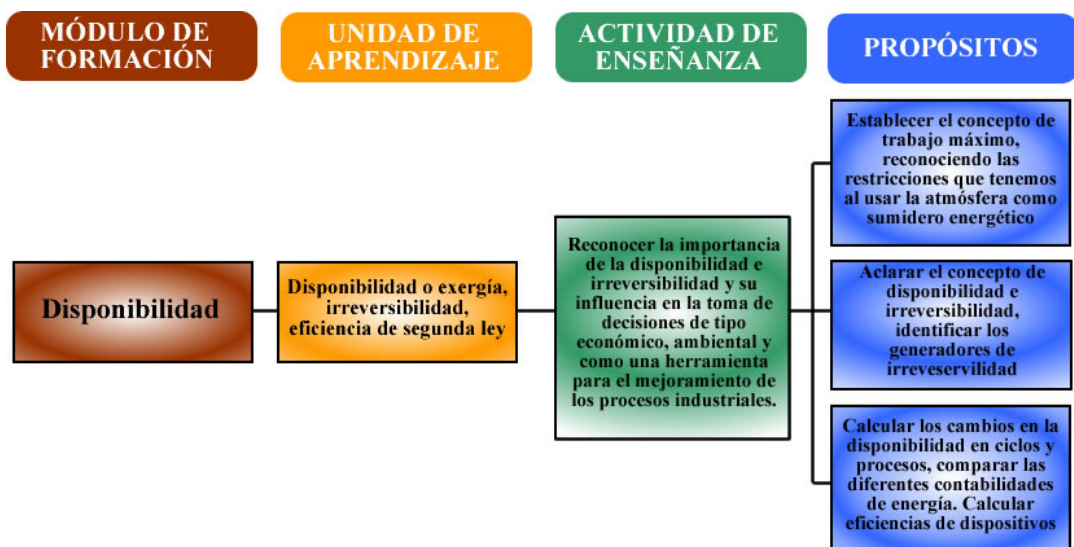 MÓDULO DE
FORMACIÓN
UNIDAD DE
APRENDIZAJE
ACTIVIDAD DE
ENSEÑANZA
PROPÓSITOS
Disponibilidad
Disponibilidad o exergía,
irreversibilidad,
eficiencia de segunda ley
Reconocer la importancia
de la disponibilidad e
irreversibilidad y su
influencia en la toma de
decisiones de tipo
económico, ambiental y
como una herramienta
para el mejoramiento de
los procesos industriales.
Establecer el concepto de
trabajo máximo,
reconociendo las
restricciones que tenemos
al usar la atmósfera como
sumidero energético
Aclarar el concepto de
disponibilidad e
irreversibilidad,
identificar los
generadores de
irreveservilidad
Calcular los cambios en la
disponibilidad en ciclos y
procesos, comparar las
diferentes contabilidades
de energía. Calcular
eficiencias de dispositivos